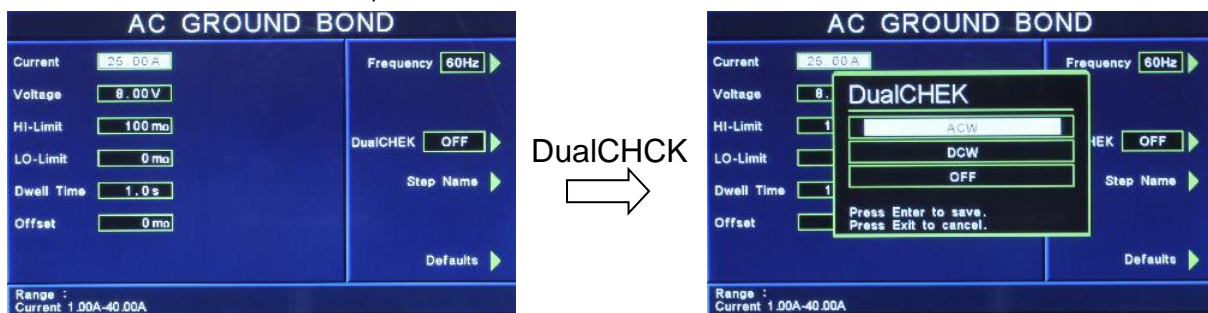 AC GROUND BOND
Current 25.00A
Voltage 8.00V
HI-Limit 100mΩ
LO-Limit 0mΩ
Dwell Time 1.0s
Offset 0mΩ
Frequency 60Hz
DualCHEK OFF
Step Name
Defaults
Range :
Current 1.00A-40.00A
DualCHCK
AC GROUND BOND
Current 25.00A
Voltage 8.
HI-Limit 1
LO-Limit
Dwell Time 1
Offset
DualCHEK
ACW
DCW
OFF
Press Enter to save.
Press Exit to cancel.
Frequency 60Hz
HEK OFF
Step Name
Defaults
Range :
Current 1.00A-40.00A